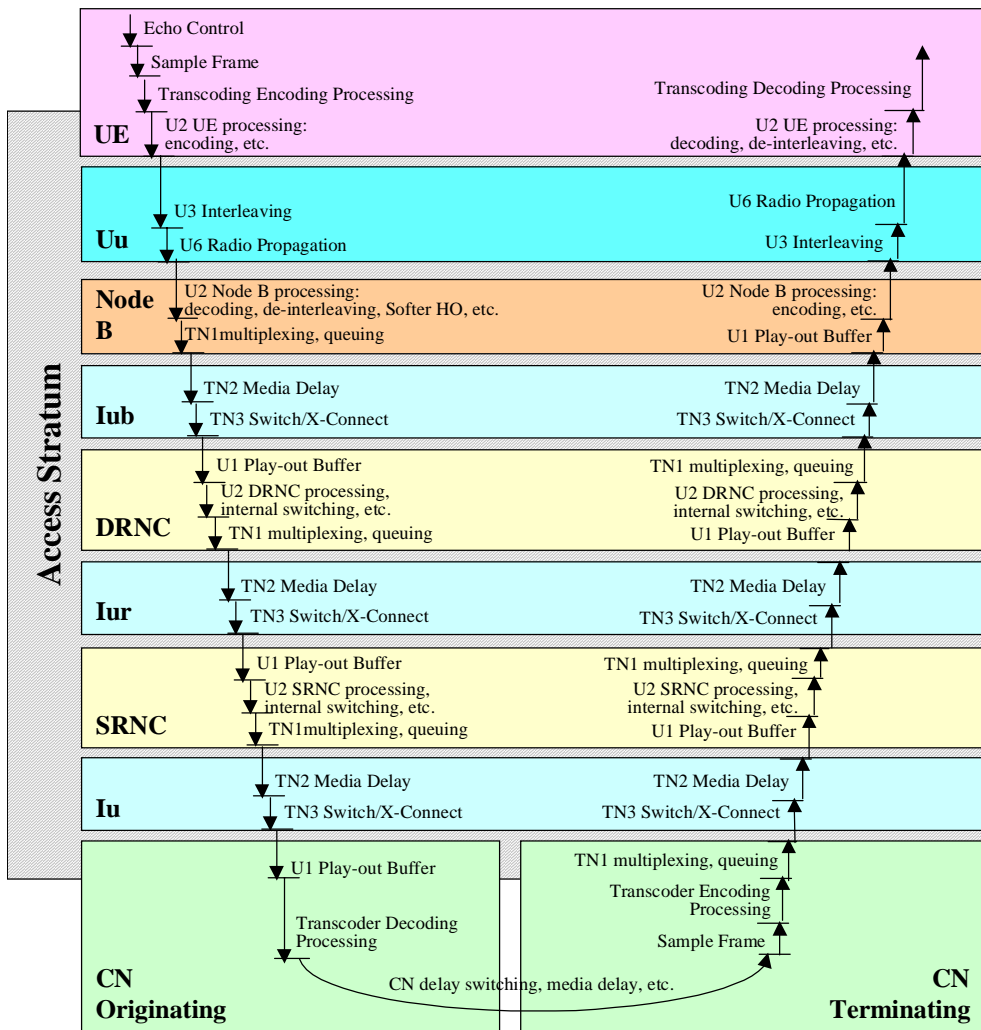 Echo Control
Sample Frame
Transcoding Encoding Processing
Transcoding Decoding Processing
UE
U2 UE processing:
encoding, etc.
U2 UE processing:
decoding, de-interleaving, etc.
U3 Interleaving
U6 Radio Propagation
Uu
U6 Radio Propagation
U3 Interleaving
Node
B
U2 Node B processing:
decoding, de-interleaving, Softer HO, etc.
TN1multiplexing, queuing
U2 Node B processing:
encoding, etc.
U1 Play-out Buffer
Access Stratum
Iub
TN2 Media Delay
TN3 Switch/X-Connect
TN2 Media Delay
TN3 Switch/X-Connect
DRNC
U1 Play-out Buffer
U2 DRNC processing,
internal switching, etc.
TN1 multiplexing, queuing
TN1 multiplexing, queuing
U2 DRNC processing,
internal switching, etc.
U1 Play-out Buffer
Iur
TN2 Media Delay
TN3 Switch/X-Connect
TN2 Media Delay
TN3 Switch/X-Connect
SRNC
U1 Play-out Buffer
U2 SRNC processing,
internal switching, etc.
TN1multiplexing, queuing
TN1 multiplexing, queuing
U2 SRNC processing,
internal switching, etc.
U1 Play-out Buffer
Iu
TN2 Media Delay
TN3 Switch/X-Connect
TN2 Media Delay
TN3 Switch/X-Connect
U1 Play-out Buffer
Transcoder Decoding
Processing
TN1 multiplexing, queuing
Transcoder Encoding
Processing
Sample Frame
CN delay switching, media delay, etc.
CN
Originating
CN
Terminating